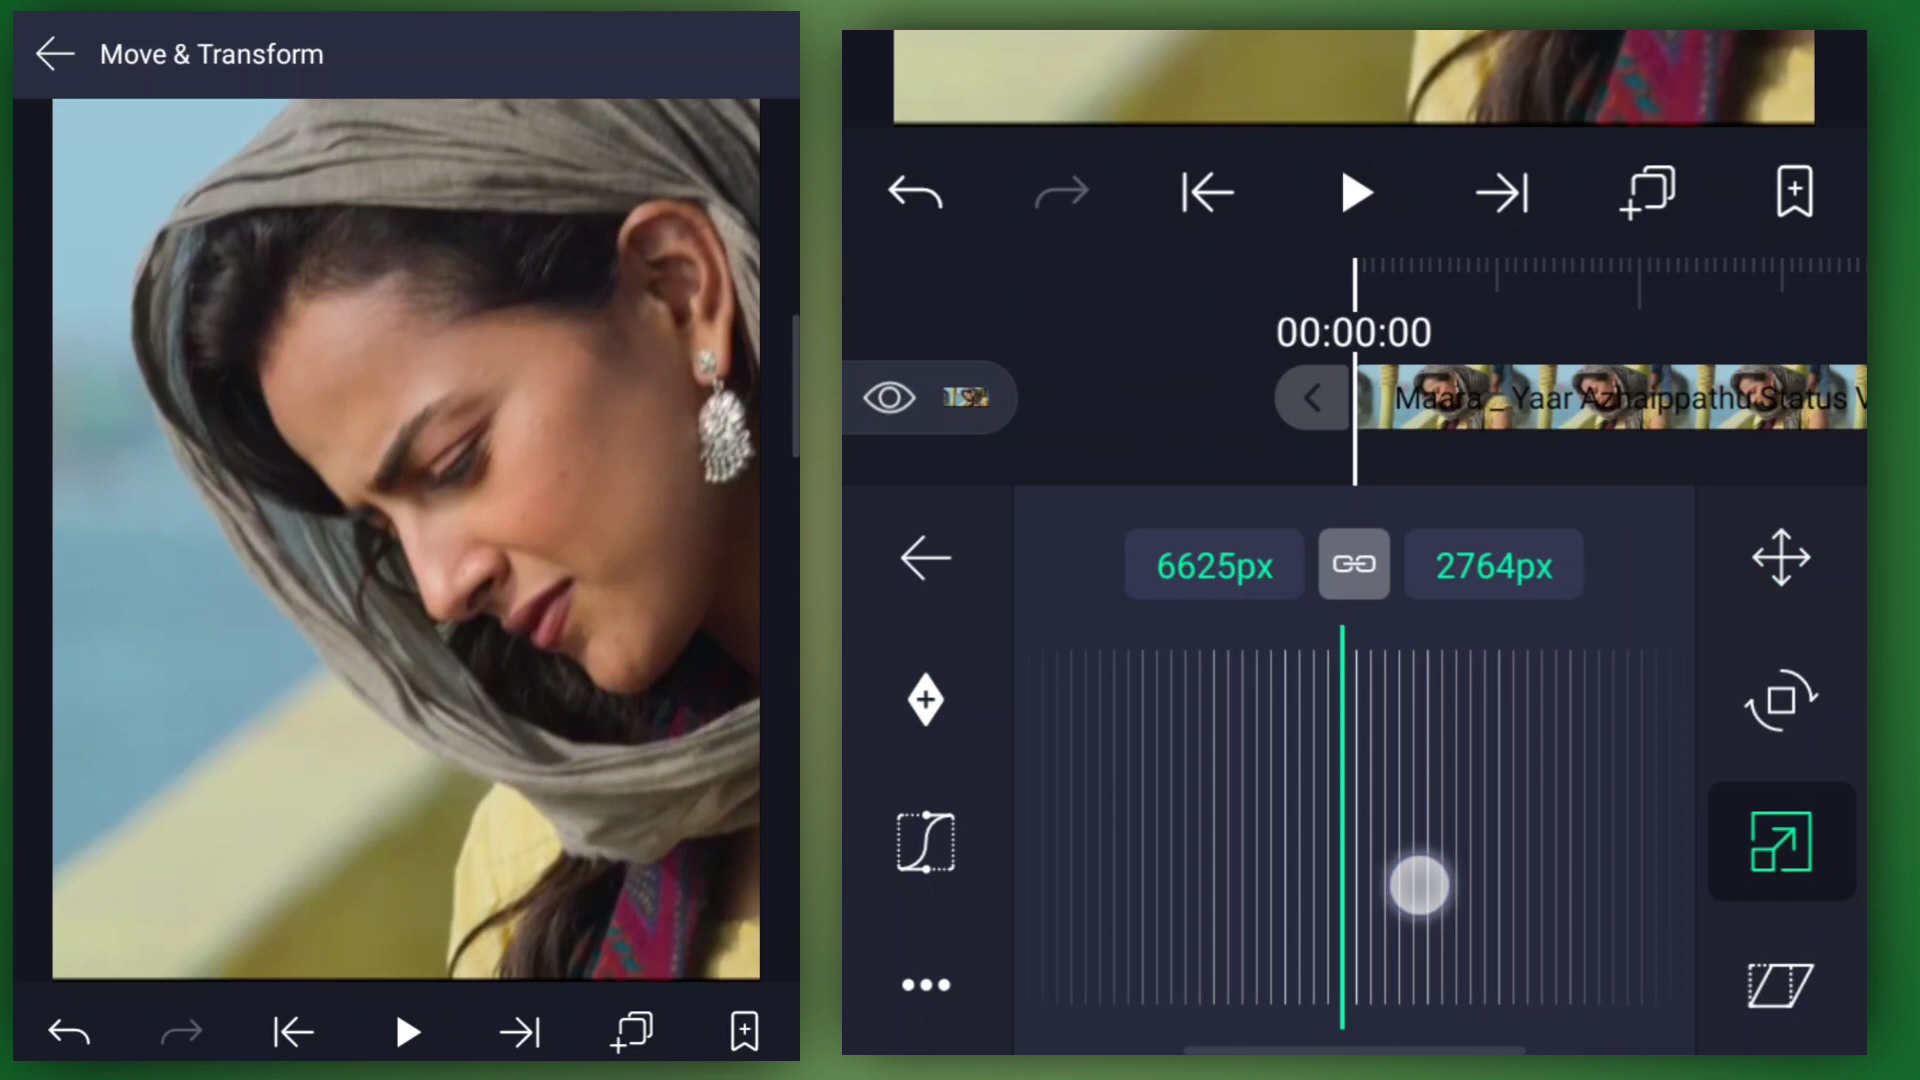 Move & Transform
00:00:00
Maara _ Yaar Azhaippathu Status V
6625px
2764px